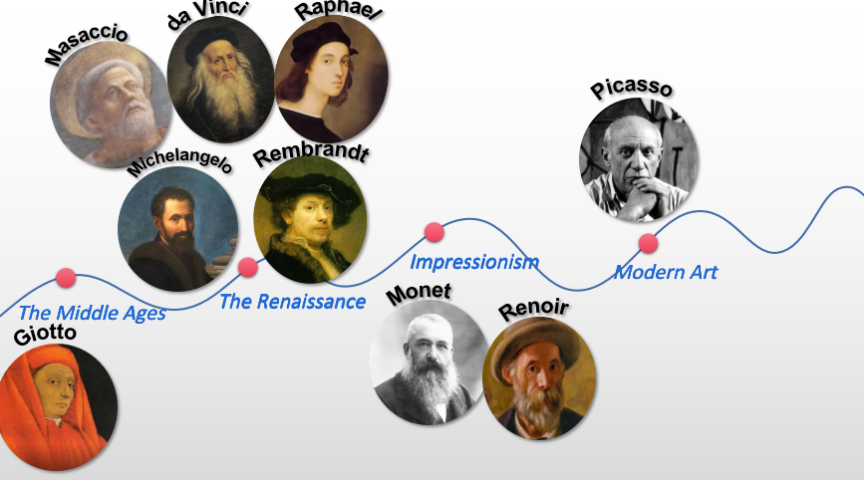 Masaccio
da Vinci
Raphael
Michelangelo
Rembrandt
Picasso
The Middle Ages
The Renaissance
Impressionism
Modern Art
Giotto
Monet
Renoir